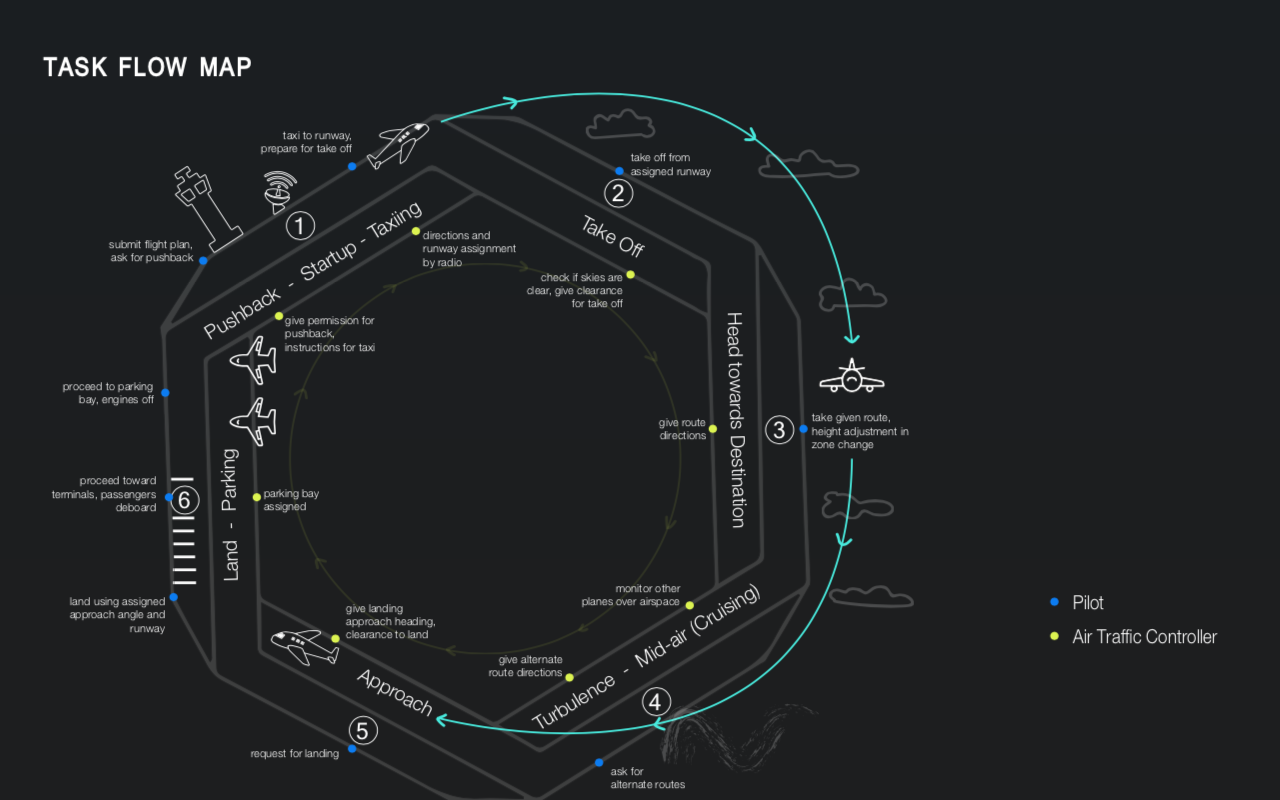 TASK FLOW MAP
taxi to runway,
prepare for take off
submit flight plan,
ask for pushback
1
Pushback - Startup - Taxiing
directions and
runway assignment
by radio
give permission for
pushback,
instructions for taxi
take off from
assigned runway
2
Take Off
check if skies are
clear, give clearance
for take off
Head towards Destination
give route
directions
3
take given route,
height adjustment in
zone change
monitor other
planes over airspace
Turbulence - Mid-air (Cruising)
give alternate
route directions
4
ask for
alternate routes
give landing
approach heading,
clearance to land
Approach
5
request for landing
proceed to parking
bay, engines off
proceed toward
terminals, passengers
deboard
6
Land - Parking
parking bay
assigned
land using assigned
approach angle and
runway
Pilot
Air Traffic Controller